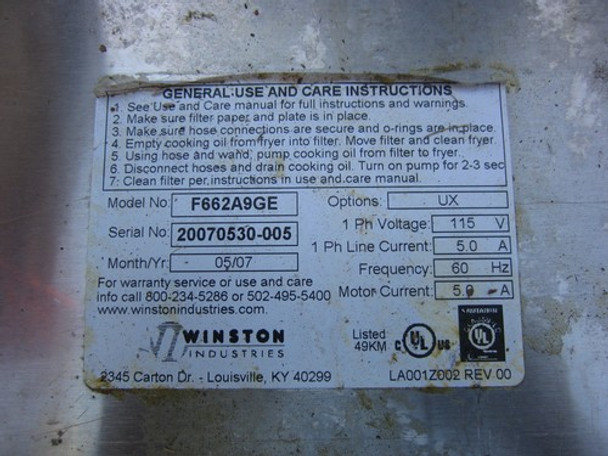 GENERAL USE AND CARE INSTRUCTIONS
1. See Use and Care manual for full instructions and warnings.
2. Make sure filter paper and plate is in place.
3. Make sure hose connections are secure and o-rings are in place.
4. Empty cooking oil from fryer into filter. Move filter and clean fryer.
5. Using hose and wand, pump cooking oil from filter to fryer.
6. Disconnect hoses and drain cooking oil. Turn on pump for 2-3 sec
7. Clean filter per instructions in use and care manual.
Model No: F662A9GE Options: UX
Serial No: 20070530-005 1 Ph Voltage: 115 V
Month/Yr: 05/07 1 Ph Line Current: 5.0 A
Frequency: 60 Hz
Motor Current: 5.0 A
For warranty service or use and care
info call 800-234-5286 or 502-495-5400
www.winstonindustries.com
WINSTON
INDUSTRIES
Listed
49KM
C UL US
UL
2345 Carton Dr. - Louisville, KY 40299
LA001Z002 REV 00